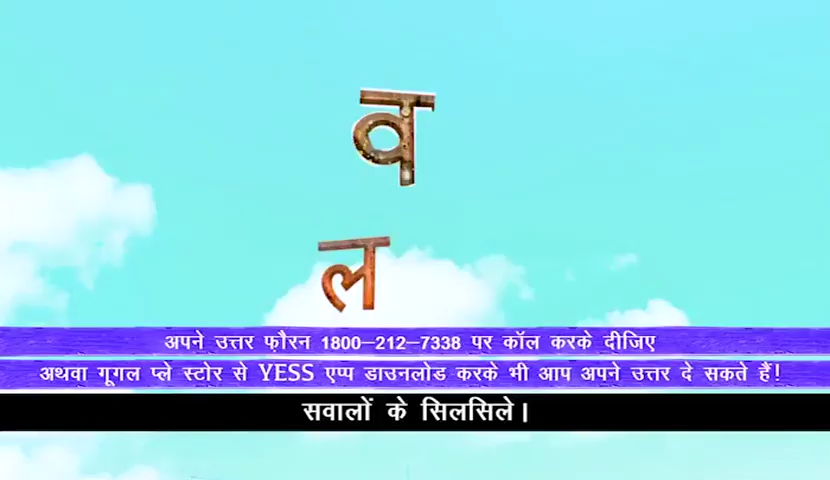 व
ल
अपने उत्तर फ़ौरन 1800-212-7338 पर कॉल करके दीजिए
अथवा गूगल प्ले स्टोर से YESS एप्प डाउनलोड करके भी आप अपने उत्तर दे सकते हैं!
सवालों के सिलसिले।